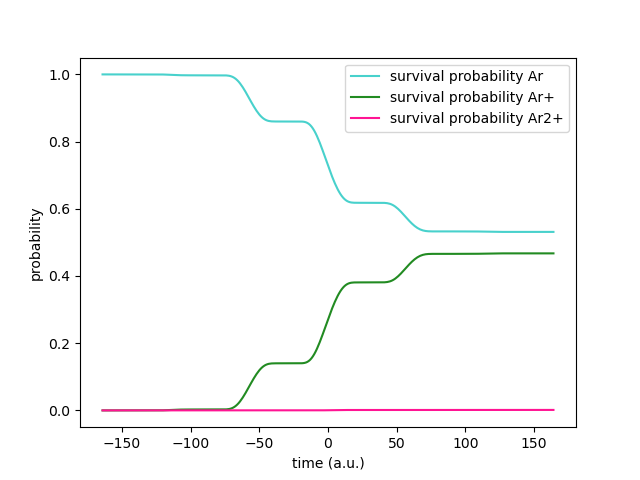 survival probability Ar
survival probability Ar+
survival probability Ar2+
probability
1.0
0.8
0.6
0.4
0.2
0.0
−150
−100
−50
0
50
100
150
time (a.u.)